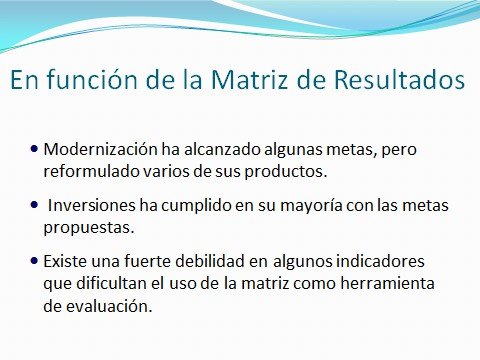 En función de la Matriz de Resultados
• Modernización ha alcanzado algunas metas, pero
reformulado varios de sus productos.
• Inversiones ha cumplido en su mayoría con las metas
propuestas.
• Existe una fuerte debilidad en algunos indicadores
que dificultan el uso de la matriz como herramienta
de evaluación.